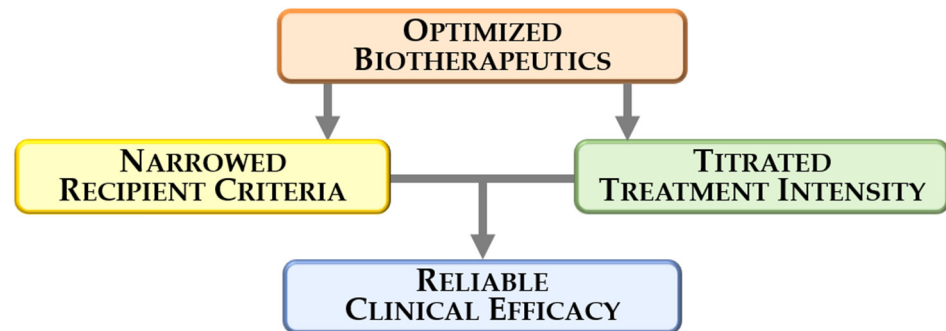 OPTIMIZED
BIOTHERAPEUTICS
NARROWED
RECIPIENT CRITERIA
TITRATED
TREATMENT INTENSITY
RELIABLE
CLINICAL EFFICACY